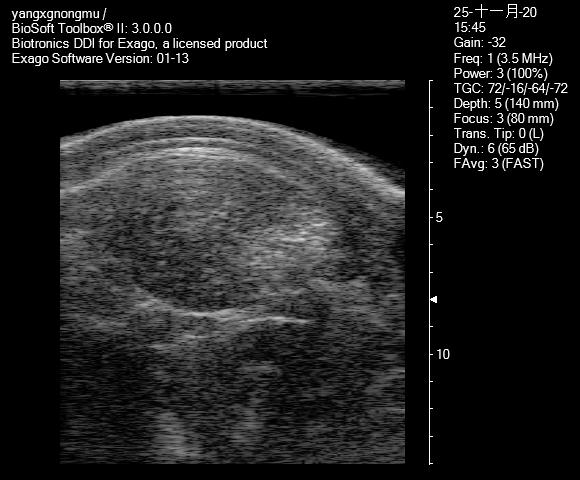 yangxgnongmu /
BioSoft Toolbox® II: 3.0.0.0
Biotronics DDI for Exago, a licensed product
Exago Software Version: 01-13
25-十一月-20
15:45
Gain: -32
Freq: 1 (3.5 MHz)
Power: 3 (100%)
TGC: 72/-16/-64/-72
Depth: 5 (140 mm)
Focus: 3 (80 mm)
Trans. Tip: 0 (L)
Dyn.: 6 (65 dB)
FAvg: 3 (FAST)
5
10